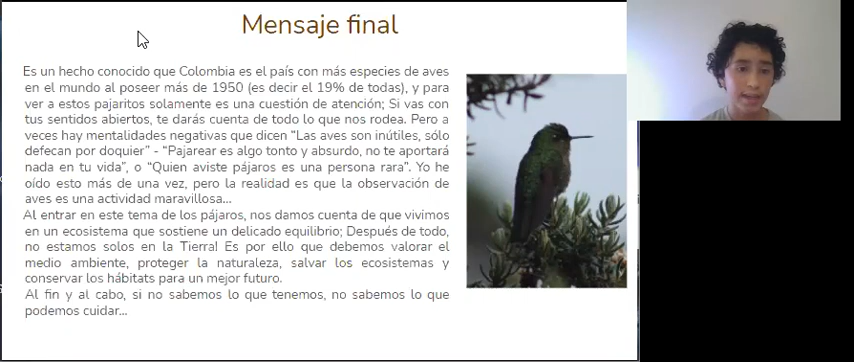 Mensaje final
Es un hecho conocido que Colombia es el país con más especies de aves
en el mundo al poseer más de 1950 (es decir el 19% de todas), y para
ver a estos pajaritos solamente es una cuestión de atención; Si vas con
tus sentidos abiertos, te darás cuenta de todo lo que nos rodea. Pero a
veces hay mentalidades negativas que dicen “Las aves son inútiles, sólo
defecan por doquier” - “Pajarear es algo tonto y absurdo, no te aportará
nada en tu vida”, o “Quien aviste pájaros es una persona rara”. Yo he
oído esto más de una vez, pero la realidad es que la observación de
aves es una actividad maravillosa...
Al entrar en este tema de los pájaros, nos damos cuenta de que vivimos
en un ecosistema que sostiene un delicado equilibrio; Después de todo,
no estamos solos en la Tierra! Es por ello que debemos valorar el
medio ambiente, proteger la naturaleza, salvar los ecosistemas y
conservar los hábitats para un mejor futuro.
Al fin y al cabo, si no sabemos lo que tenemos, no sabemos lo que
podemos cuidar...